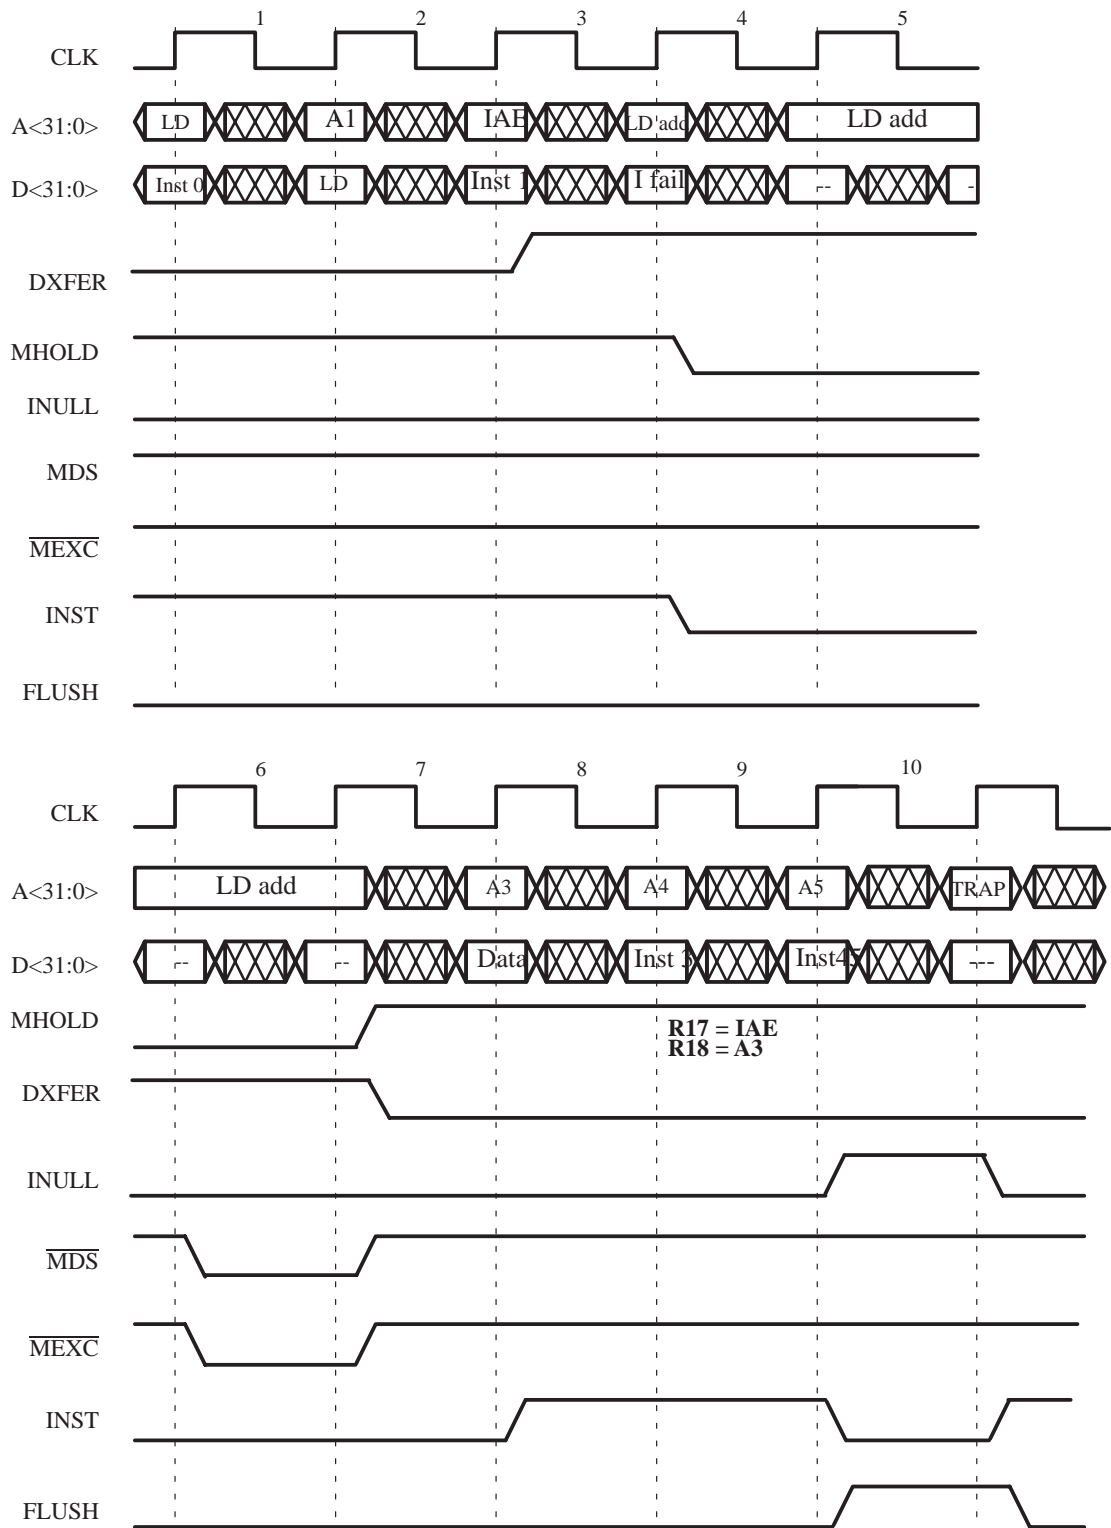 1 2 3 4 5
CLK
A<31:0> LD A1 IAE LD add LD add
D<31:0> Inst 0 LD Inst 1 I fail -- -
DXFER
MHOLD
INULL
MDS
MEXC
INST
FLUSH
6 7 8 9 10
CLK
A<31:0> LD add A3 A4 A5 TRAP
D<31:0> -- -- Data Inst 3 Inst45 ---
MHOLD
R17 = IAE
R18 = A3
DXFER
INULL
MDS
MEXC
INST
FLUSH